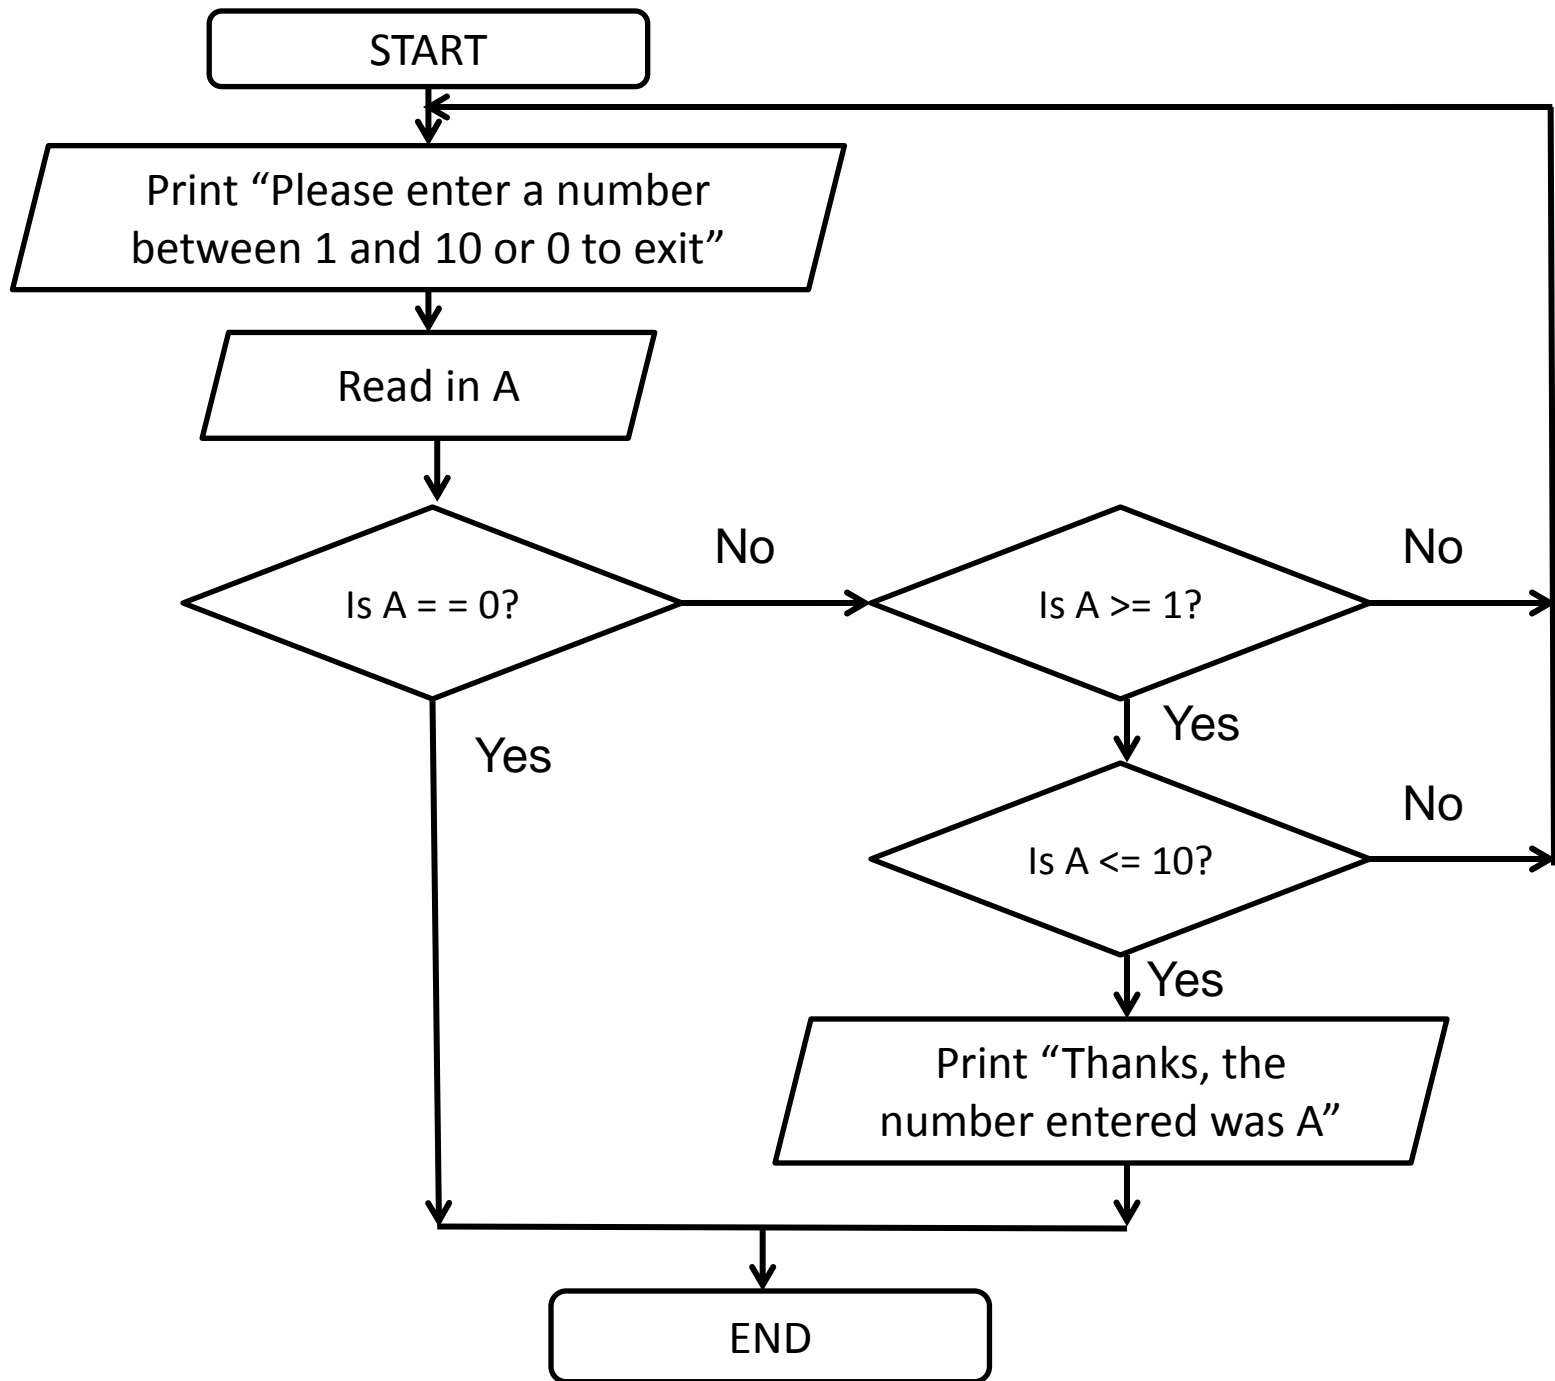 START
Print “Please enter a number
between 1 and 10 or 0 to exit”
Read in A
Is A = = 0?
No
Is A >= 1?
No
Yes
Yes
Is A <= 10?
No
Yes
Print “Thanks, the
number entered was A”
END